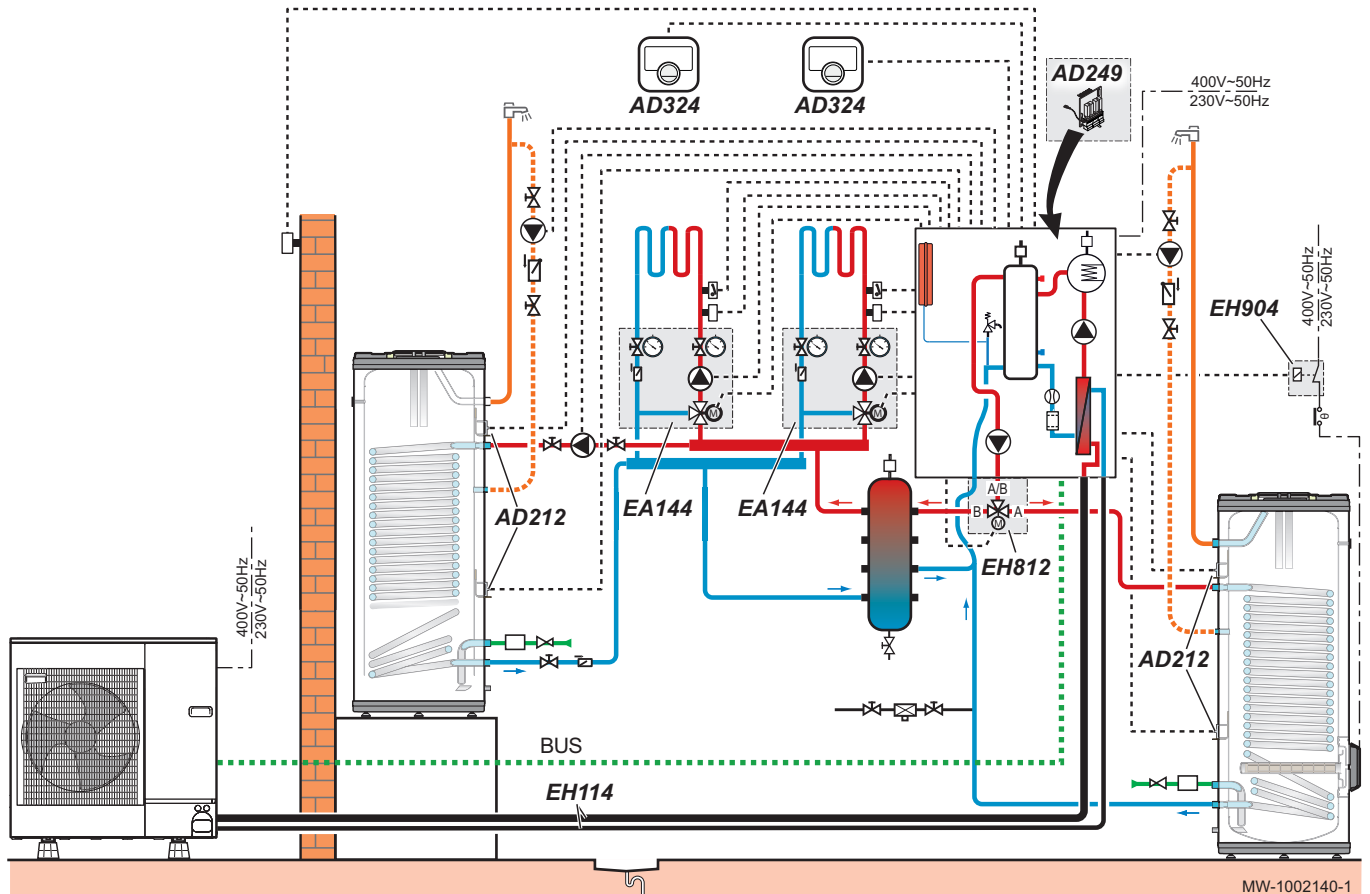 AD324
AD324
AD249
400V~50Hz
230V~50Hz
EH904
400V~50Hz
230V~50Hz
M
M
EA144
EA144
A/B
B
A
M
EH812
AD212
AD212
θ
400V~50Hz
230V~50Hz
BUS
EH114
MW-1002140-1